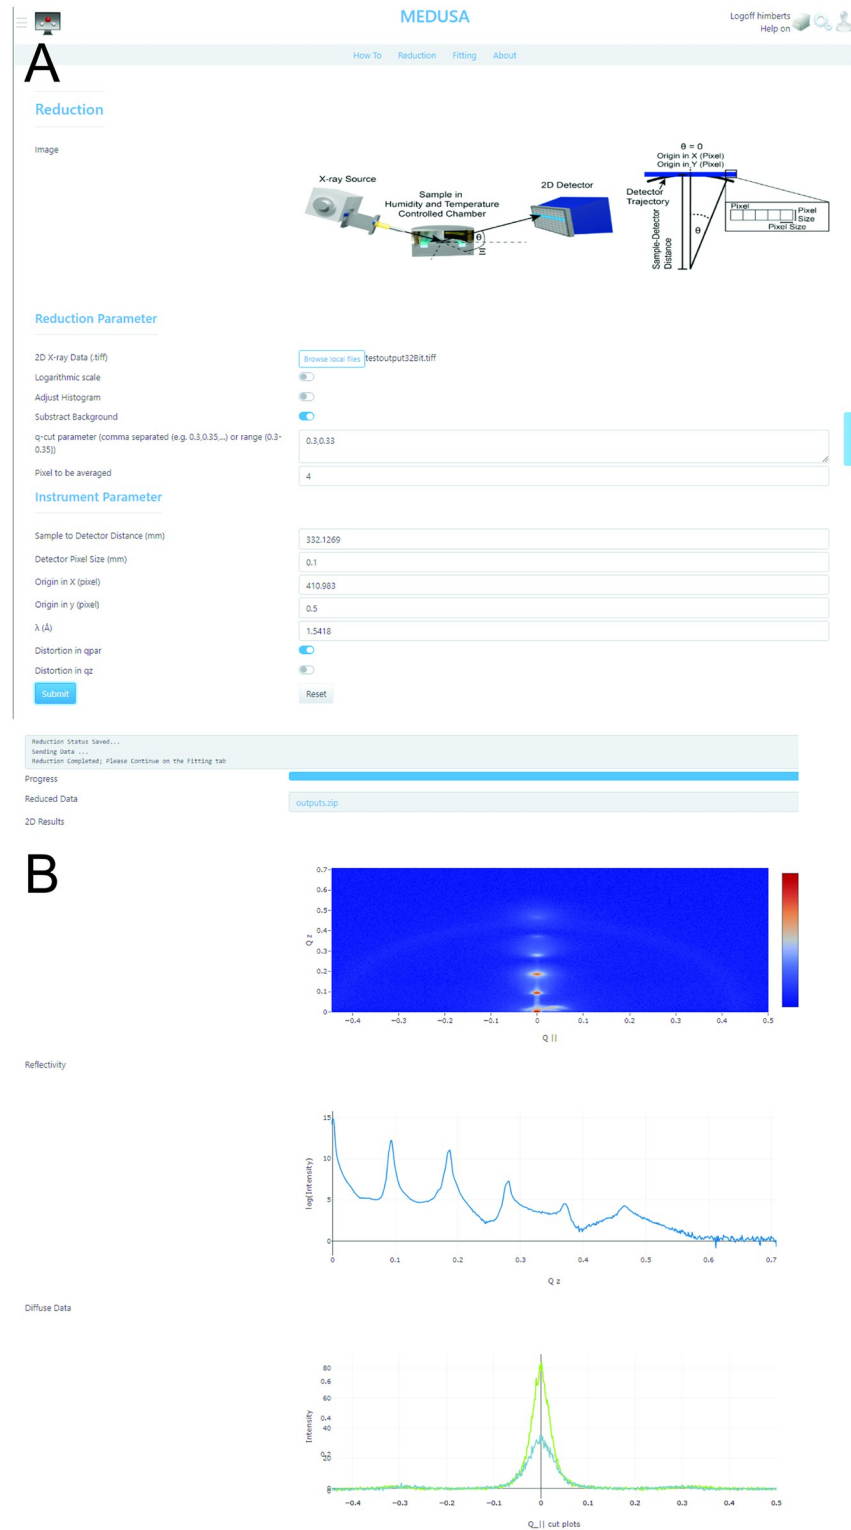 MEDUSA
Logoff himberts
Help on
How To Reduction Fitting About
A
Reduction
Image
X-ray Source
Sample in
Humidity and Temperature
Controlled Chamber
θ
Ξ
2D Detector
θ = 0
Origin in X (Pixel)
Origin in Y (Pixel)
Detector
Trajectory
Sample-Detector
Distance
θ
Pixel
Pixel
Size
Pixel Size
Reduction Parameter
2D X-ray Data (.tiff) Browse local files testoutput32Bit.tiff
Logarithmic scale
Adjust Histogram
Substract Background
q-cut parameter (comma separated (e.g. 0.3,0.35,...) or range (0.3-
0.35)) 0.3,0.33
Pixel to be averaged 4
Instrument Parameter
Sample to Detector Distance (mm) 332.1269
Detector Pixel Size (mm) 0.1
Origin in X (pixel) 410.983
Origin in y (pixel) 0.5
λ (Å) 1.5418
Distortion in qpar
Distortion in qz
Submit Reset
Reduction Status Saved...
Sending Data ...
Reduction Completed; Please Continue on the Fitting tab
Progress
Reduced Data outputs.zip
2D Results
B
0.7
0.6
0.5
0.4
0.3
0.2
0.1
0
Q z
−0.4 −0.3 −0.2 −0.1 0 0.1 0.2 0.3 0.4 0.5
Q ||
Reflectivity
15
10
5
0
log(Intensity)
0 0.1 0.2 0.3 0.4 0.5 0.6 0.7
Q z
Diffuse Data
80
0.6
60
0.4
40
0.2
20
0
Intensity
−0.4 −0.3 −0.2 −0.1 0 0.1 0.2 0.3 0.4 0.5
Q_|| cut plots